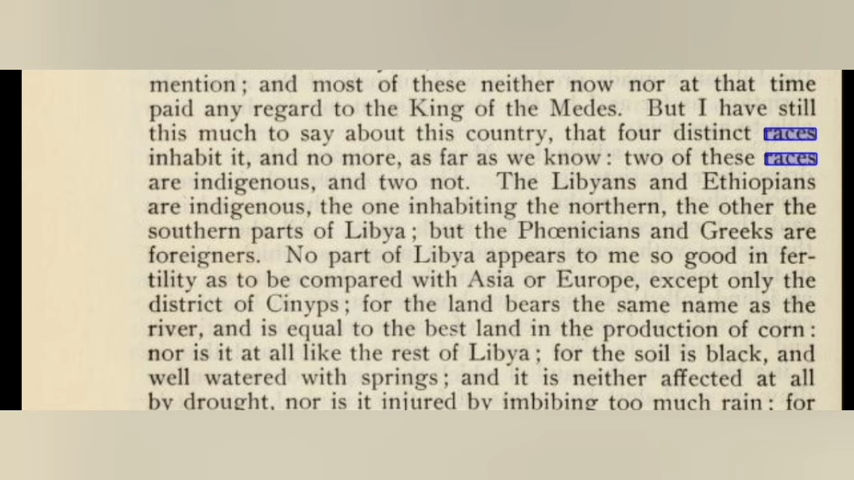 mention; and most of these neither now nor at that time
paid any regard to the King of the Medes. But I have still
this much to say about this country, that four distinct races
inhabit it, and no more, as far as we know: two of these races
are indigenous, and two not. The Libyans and Ethiopians
are indigenous, the one inhabiting the northern, the other the
southern parts of Libya; but the Phœnicians and Greeks are
foreigners. No part of Libya appears to me so good in fer-
tility as to be compared with Asia or Europe, except only the
district of Cinyps; for the land bears the same name as the
river, and is equal to the best land in the production of corn:
nor is it at all like the rest of Libya; for the soil is black, and
well watered with springs; and it is neither affected at all
by drought, nor is it injured by imbibing too much rain; for